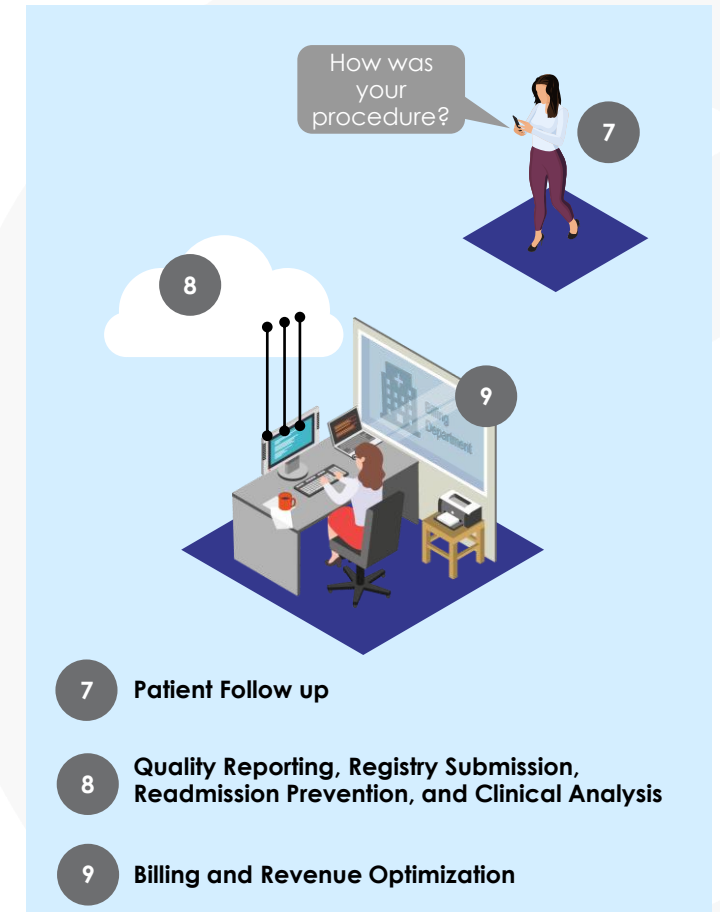 How was
your
procedure?
7
8
9
Billing
Department
7 Patient Follow up
8 Quality Reporting, Registry Submission,
Readmission Prevention, and Clinical Analysis
9 Billing and Revenue Optimization